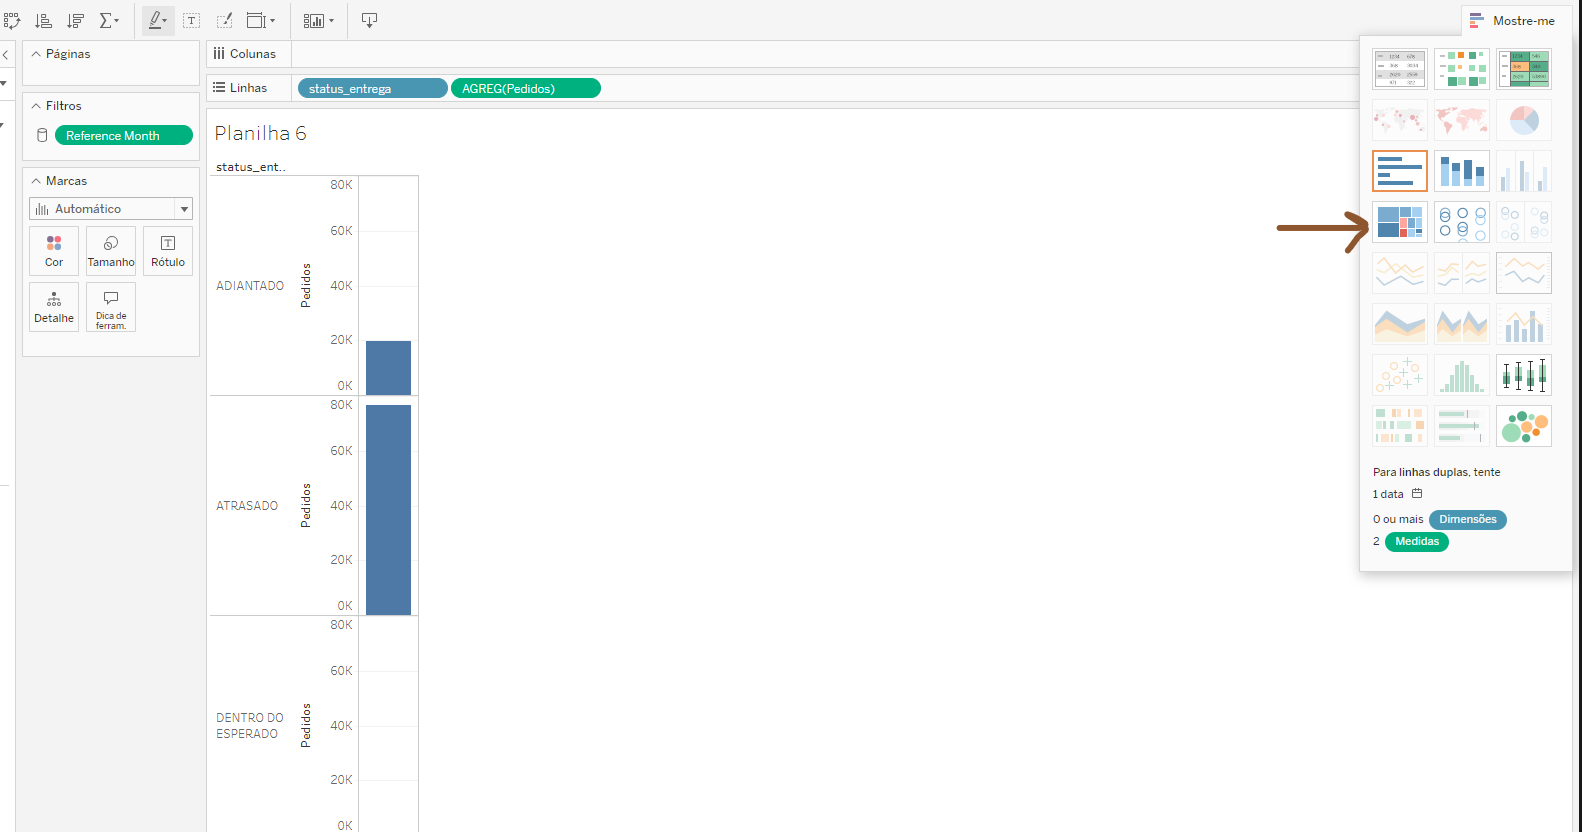 Mostre-me
Páginas
Colunas
Linhas
status_entrega
AGREG(Pedidos)
Filtros
Reference Month
Marcas
Automático
Cor
Tamanho
Rótulo
Detalhe
Dica de
ferram.
Planilha 6
status_ent..
ADIANTADO
Pedidos
80K
60K
40K
20K
0K
ATRASADO
Pedidos
80K
60K
40K
20K
0K
DENTRO DO
ESPERADO
Pedidos
80K
60K
40K
20K
0K
Para linhas duplas, tente
1 data
0 ou mais Dimensões
2 Medidas